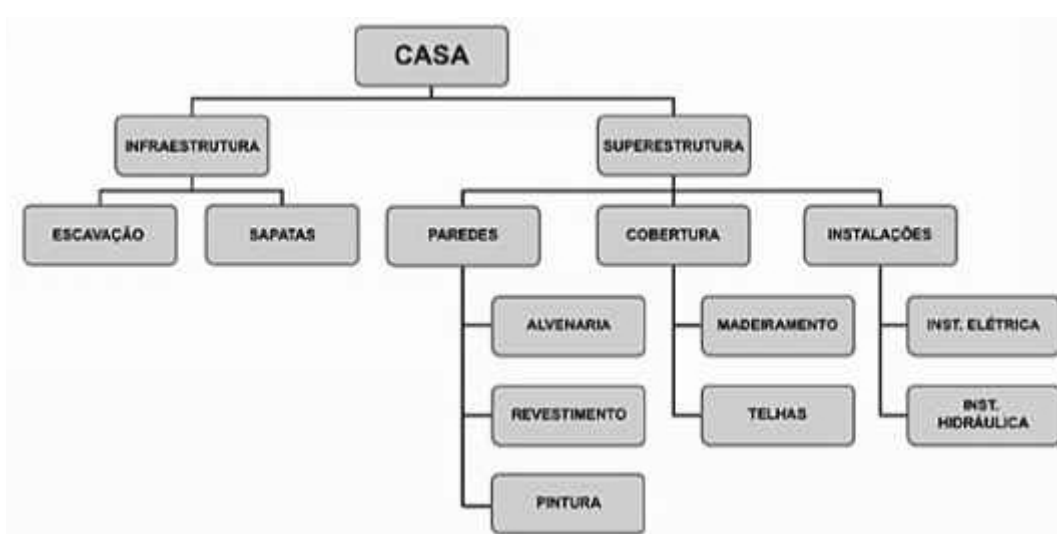 CASA
INFRAESTRUTURA
SUPERESTRUTURA
ESCAVAÇÃO
SAPATAS
PAREDES
COBERTURA
INSTALAÇÕES
ALVENARIA
MADEIRAMENTO
INST. ELÉTRICA
REVESTIMENTO
TELHAS
INST.
HIDRÁULICA
PINTURA